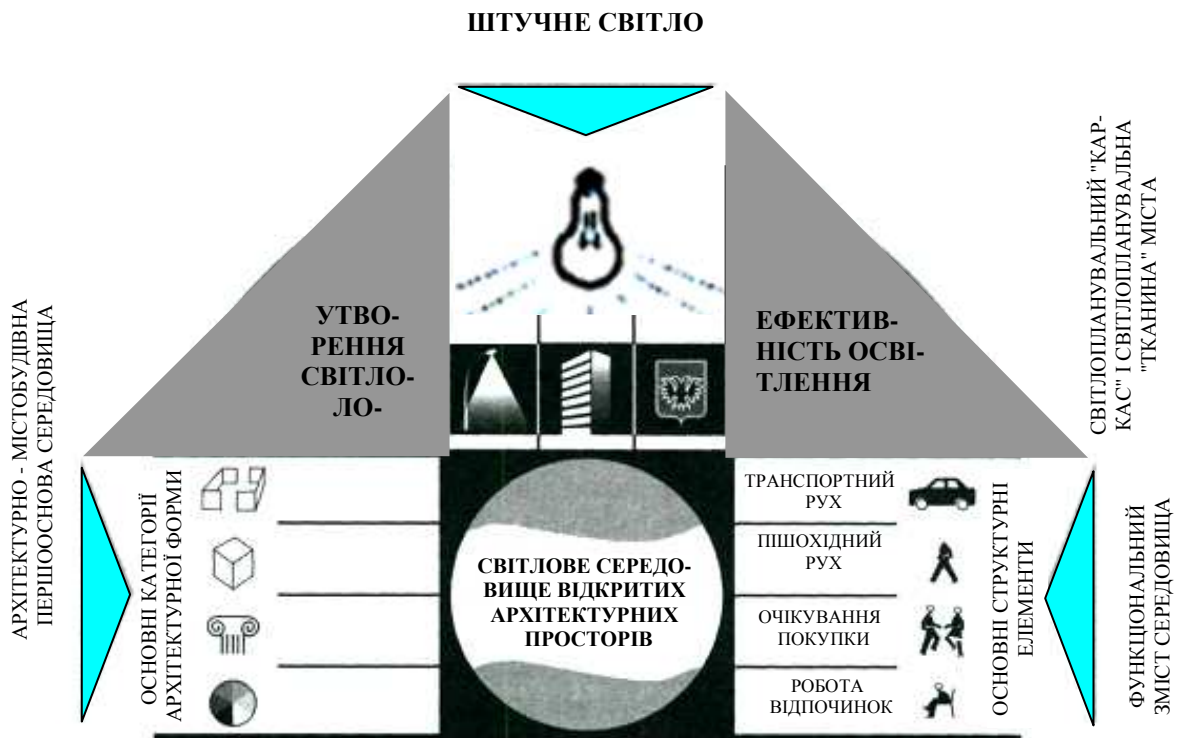 ШТУЧНЕ СВІТЛО
УТВО-
РЕННЯ
СВІТЛО-
ЛО-
ЕФЕКТИВ-
НІСТЬ ОСВІ-
ТЛЕННЯ
СВІТЛОПЛАНУВАЛЬНИЙ "КАР-
КАС" І СВІТЛОПЛАНУВАЛЬНА
"ТКАНИНА" МІСТА
АРХІТЕКТУРНО - МІСТОБУДІВНА
ПЕРШООСНОВА СЕРЕДОВИЩА
ОСНОВНІ КАТЕГОРІЇ
АРХІТЕКТУРНОЇ ФОРМИ
СВІТЛОВЕ СЕРЕДО-
ВИЩЕ ВІДКРИТИХ
АРХІТЕКТУРНИХ
ПРОСТОРІВ
ТРАНСПОРТНИЙ
РУХ
ПІШОХІДНИЙ
РУХ
ОЧІКУВАННЯ
ПОКУПКИ
РОБОТА
ВІДПОЧИНОК
ОСНОВНІ СТРУКТУРНІ
ЕЛЕМЕНТИ
ФУНКЦІОНАЛЬНИЙ
ЗМІСТ СЕРЕДОВИЩА